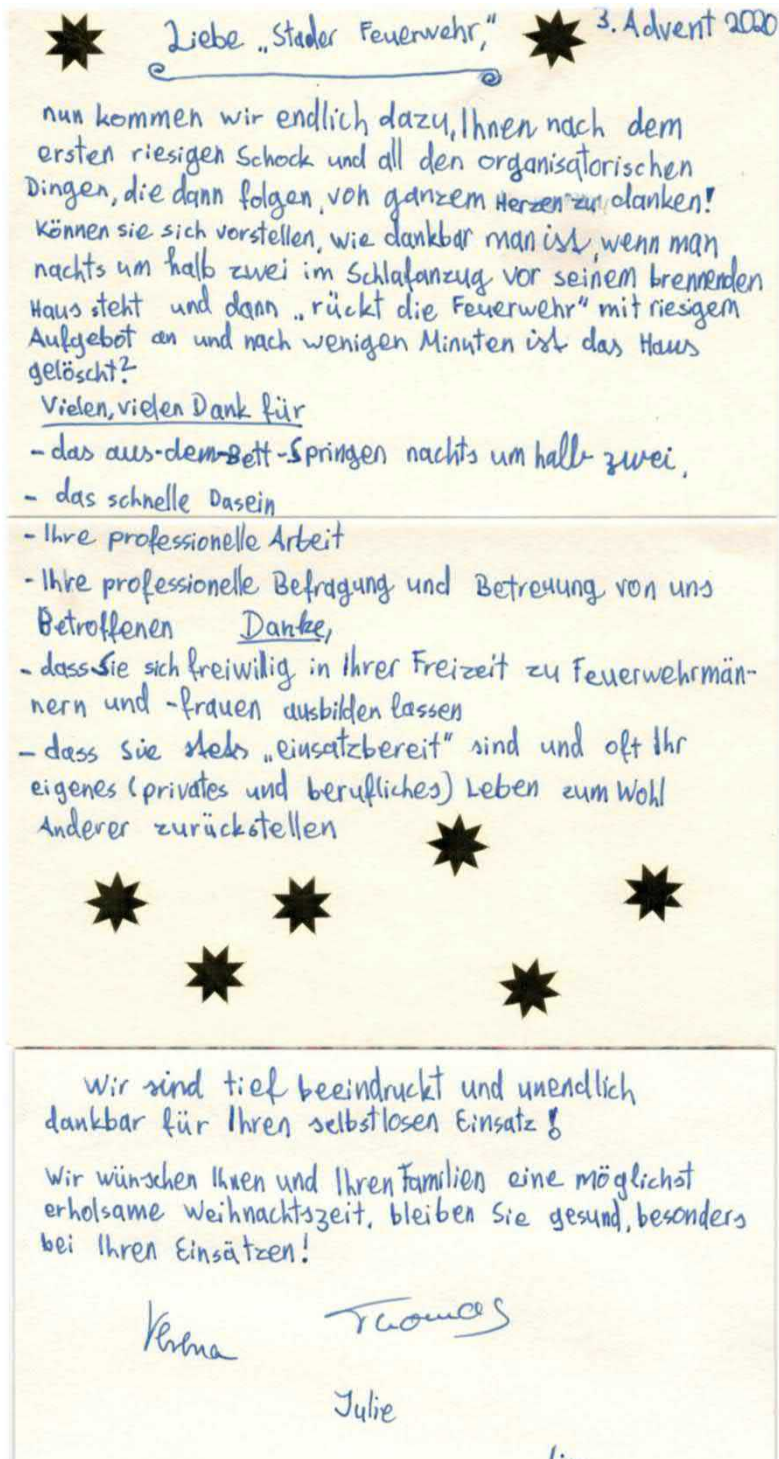 Liebe „Stader Feuerwehr,"
3. Advent 2020
nun kommen wir endlich dazu, Ihnen nach dem
ersten riesigen Schock und all den organisatorischen
Dingen, die dann folgen, von ganzem Herzen zu danken!
Können sie sich vorstellen, wie dankbar man ist, wenn man
nachts um halb zwei im Schlafanzug vor seinem brennenden
Haus steht und dann „rückt die Feuerwehr" mit riesigem
Aufgebot an und nach wenigen Minuten ist das Haus
gelöscht?
Vielen, vielen Dank für
- das aus-dem-Bett-Springen nachts um halb zwei,
- das schnelle Dasein
- Ihre professionelle Arbeit
- Ihre professionelle Befragung und Betreuung von uns
Betroffenen Danke,
- dass Sie sich freiwillig in Ihrer Freizeit zu Feuerwehrmän-
nern und -frauen ausbilden lassen
- dass Sie stets „einsatzbereit" sind und oft Ihr
eigenes (privates und berufliches) Leben zum Wohl
Anderer zurückstellen
Wir sind tief beeindruckt und unendlich
dankbar für Ihren selbstlosen Einsatz!
Wir wünschen Ihnen und Ihren Familien eine möglichst
erholsame Weihnachtszeit, bleiben Sie gesund, besonders
bei Ihren Einsätzen!
Verena Thomas
Julie